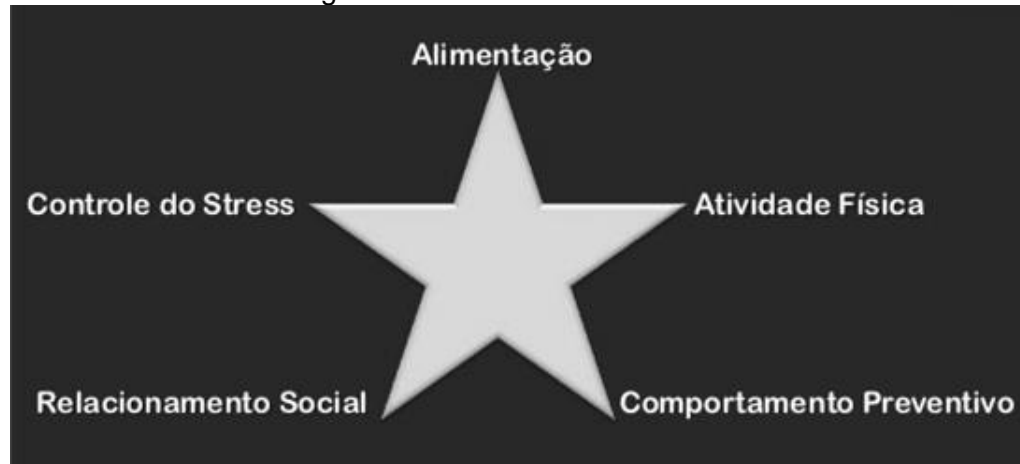 Alimentação
Controle do Stress
Atividade Física
Relacionamento Social
Comportamento Preventivo